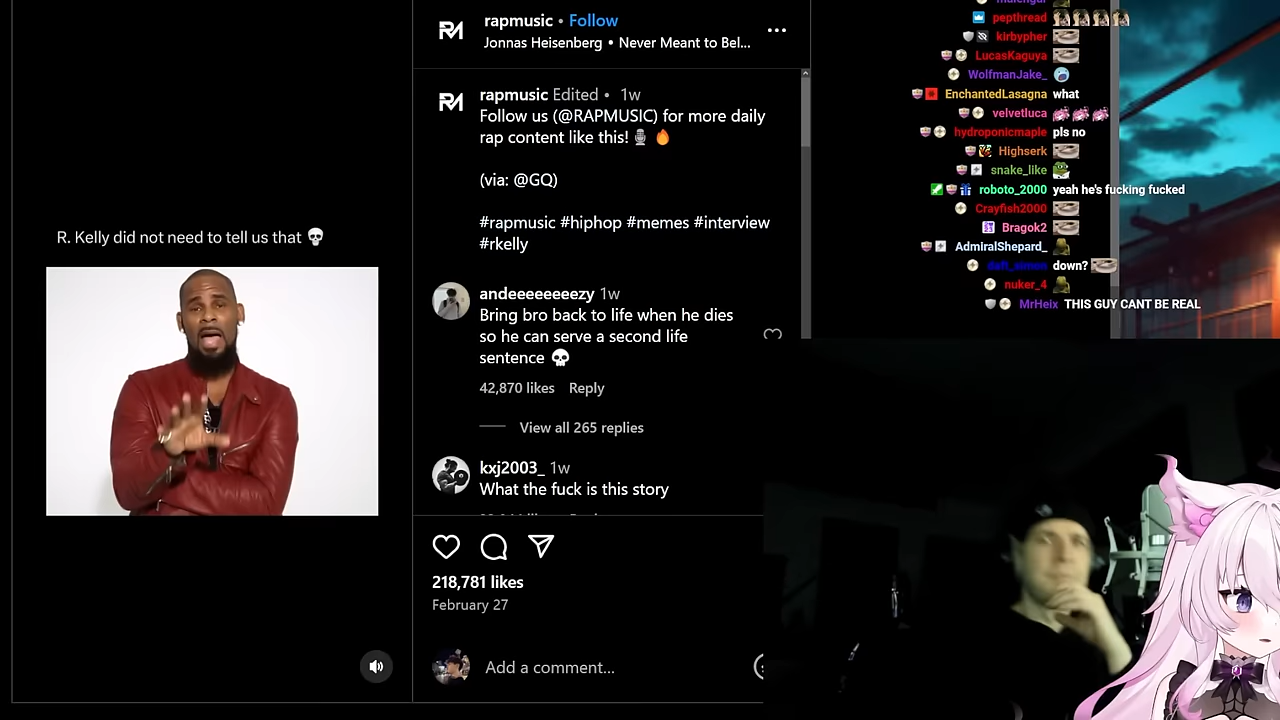 R. Kelly did not need to tell us that 💀
rapmusic • Follow
Jonnas Heisenberg • Never Meant to Bel...
rapmusic Edited • 1w
Follow us (@RAPMUSIC) for more daily
rap content like this! 🎙️ 🔥
(via: @GQ)
#rapmusic #hiphop #memes #interview
#rkelly
andeeeeeeeezy 1w
Bring bro back to life when he dies
so he can serve a second life
sentence 💀
42,870 likes Reply
View all 265 replies
kxj2003_ 1w
What the fuck is this story
218,781 likes
February 27
Add a comment...
pepthread
kirbypher
LucasKaguya
WolfmanJake_
EnchantedLasagna what
velvetluca
hydroponicmaple pls no
Highserk
snake_like
roboto_2000 yeah he's fucking fucked
Crayfish2000
Bragok2
AdmiralShepard_
down?
nuker_4
MrHeix THIS GUY CANT BE REAL